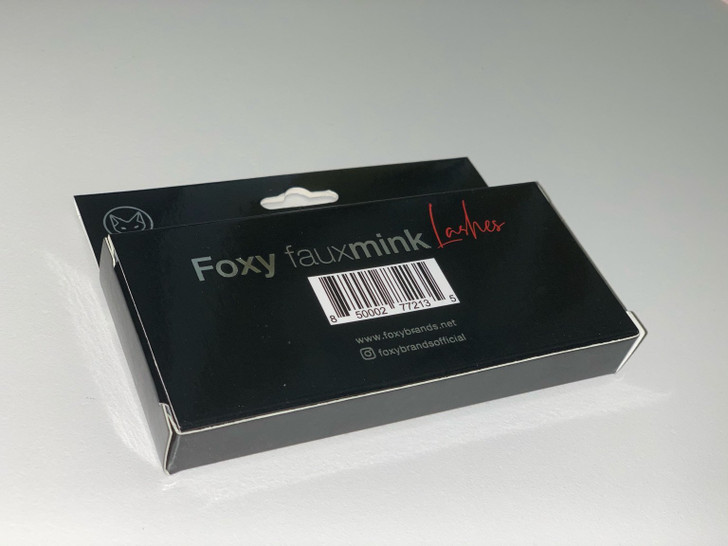 Foxy fauxmink Lashes
8 50002 77213 5
www.foxybrands.net
foxybrandsofficial